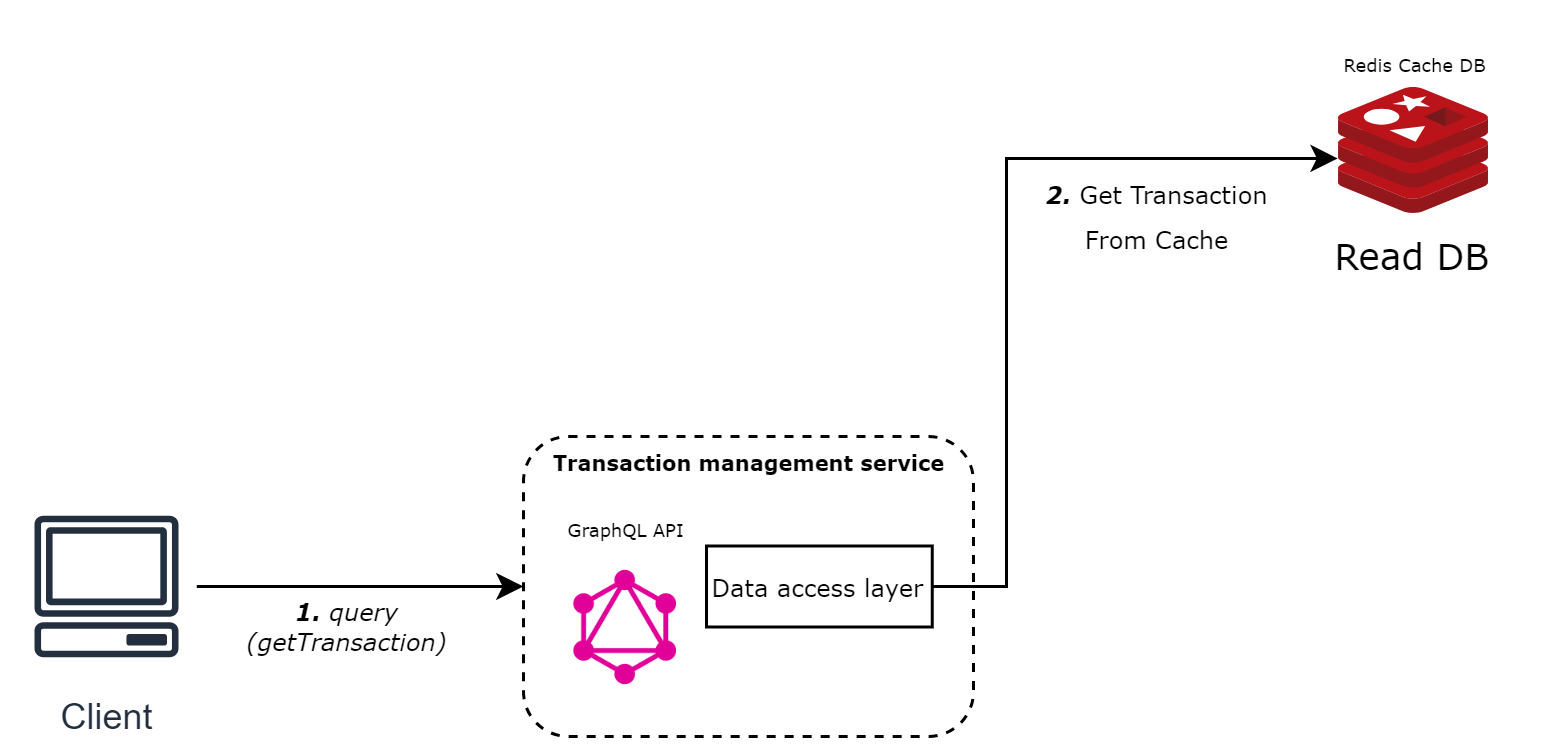 Redis Cache DB
2. Get Transaction
From Cache
Read DB
Transaction management service
GraphQL API
Data access layer
1. query
(getTransaction)
Client